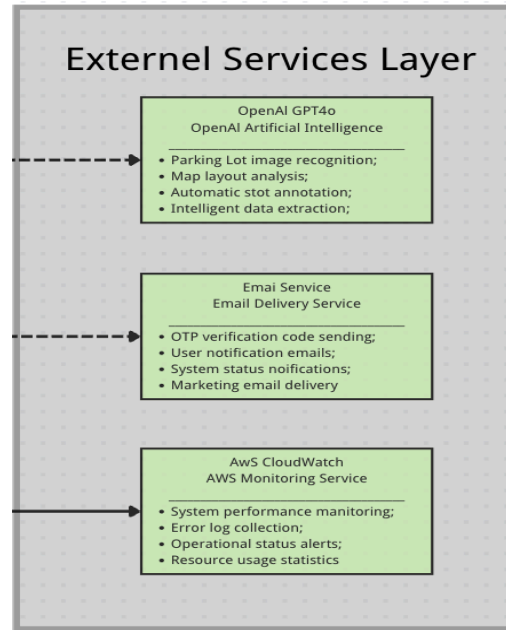 Externel Services Layer
OpenAl GPT4o
OpenAl Artificial Intelligence
• Parking Lot image recognition;
• Map layout analysis;
• Automatic stot annotation;
• Intelligent data extraction;
Emai Senvice
Email Delivery Service
• OTP verification code sending;
• User notification emails;
• System status noifications;
• Marketing email delivery
AwS CloudWatch
AWS Monitoring Service
• System performance manitoring;
• Error log collection;
• Operational status alerts;
• Resource usage statistics